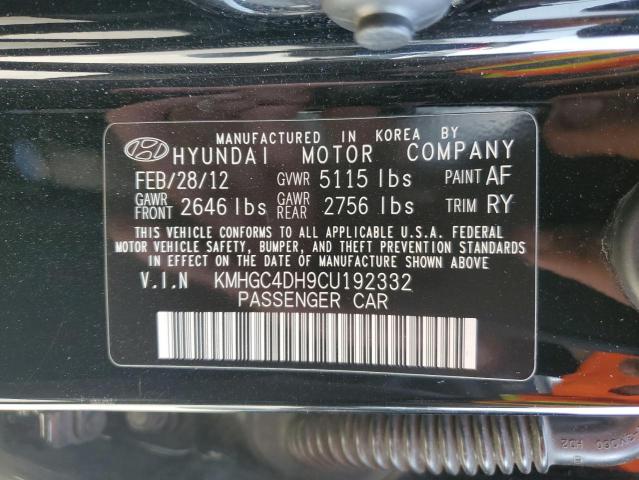 MANUFACTURED IN KOREA BY
HYUNDAI MOTOR COMPANY
FEB/28/12 GVWR 5115 lbs PAINT AF
GAWR FRONT 2646 lbs GAWR REAR 2756 lbs TRIM RY
THIS VEHICLE CONFORMS TO ALL APPLICABLE U.S.A. FEDERAL
MOTOR VEHICLE SAFETY, BUMPER, AND THEFT PREVENTION STANDARDS
IN EFFECT ON THE DATE OF MANUFACTURE SHOWN ABOVE.
V.I.N KMHGC4DH9CU192332
PASSENGER CAR